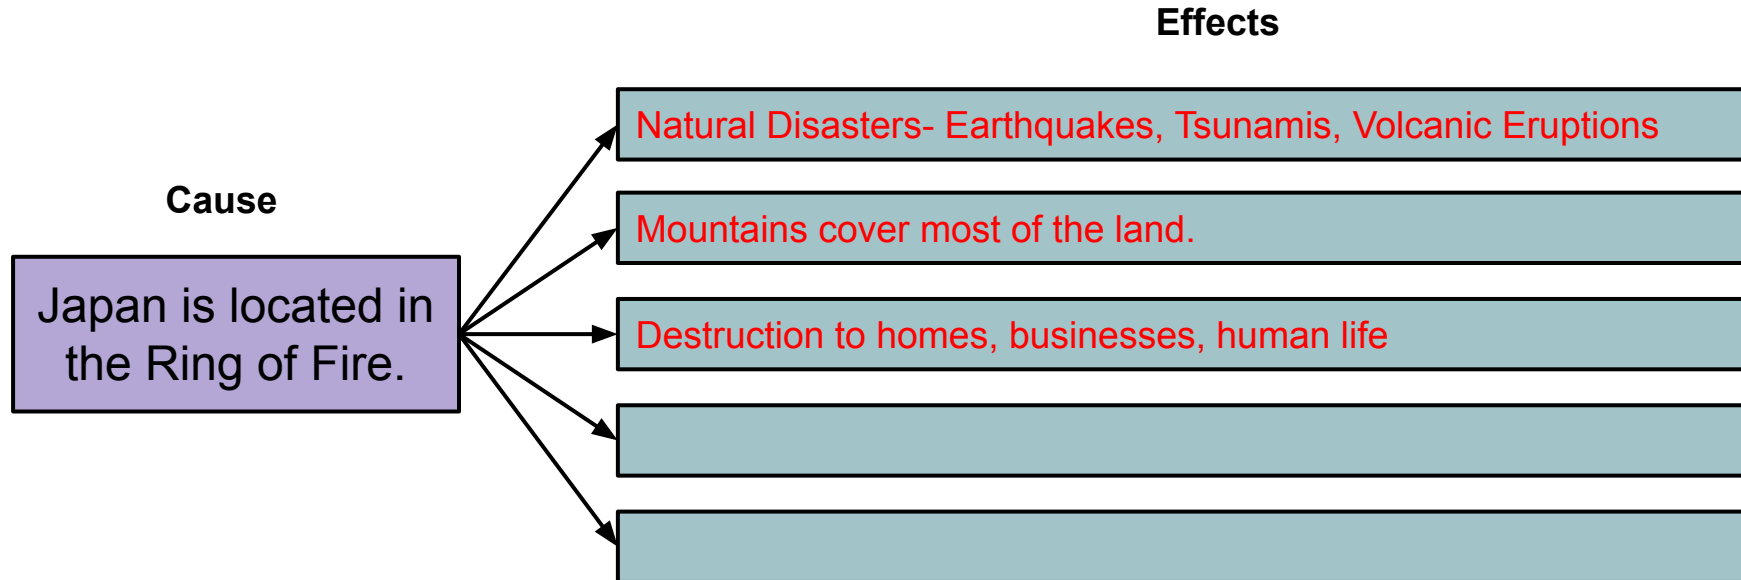 Effects
Natural Disasters- Earthquakes, Tsunamis, Volcanic Eruptions
Cause
Mountains cover most of the land.
Japan is located in
the Ring of Fire.
Destruction to homes, businesses, human life